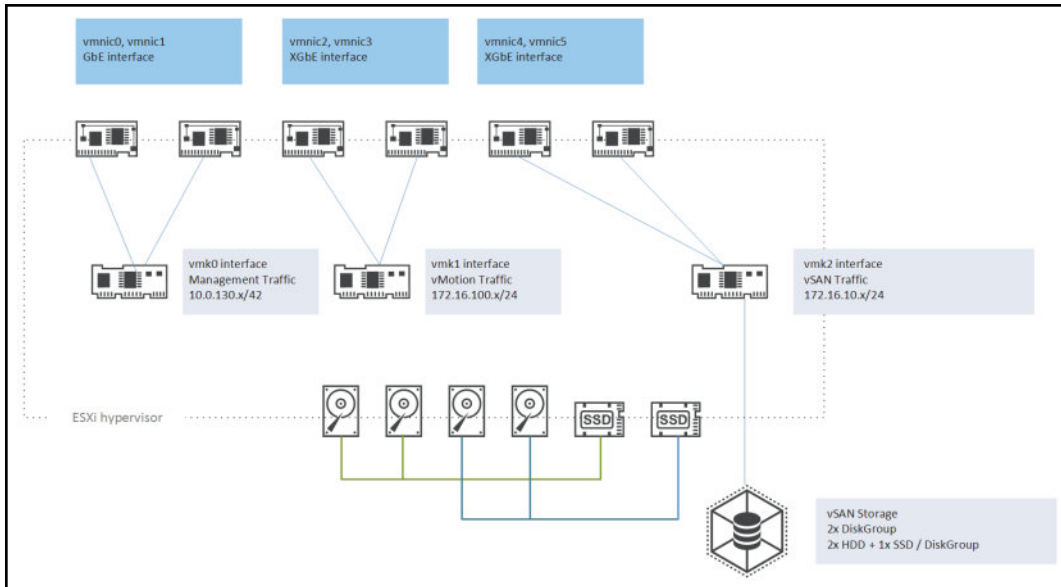 vmnic0, vmnic1
GbE interface
vmnic2, vmnic3
XGbE interface
vmnic4, vmnic5
XGbE interface
vmk0 interface
Management Traffic
10.0.130.x/42
vmk1 interface
vMotion Traffic
172.16.100.x/24
vmk2 interface
vSAN Traffic
172.16.10.x/24
ESXi hypervisor
SSD
SSD
vSAN Storage
2x DiskGroup
2x HDD + 1x SSD / DiskGroup